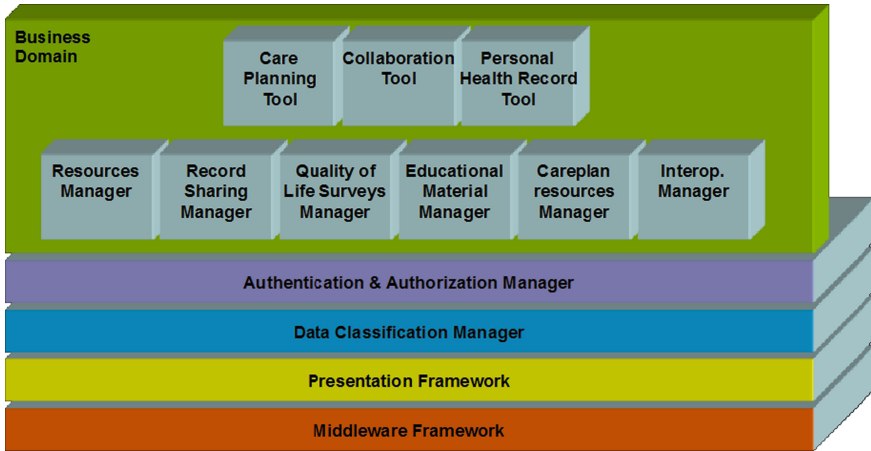 Business
Domain
Care
Planning
Tool
Collaboration
Tool
Personal
Health Record
Tool
Resources
Manager
Record
Sharing
Manager
Quality of
Life Surveys
Manager
Educational
Material
Manager
Careplan
resources
Manager
Interop.
Manager
Authentication & Authorization Manager
Data Classification Manager
Presentation Framework
Middleware Framework